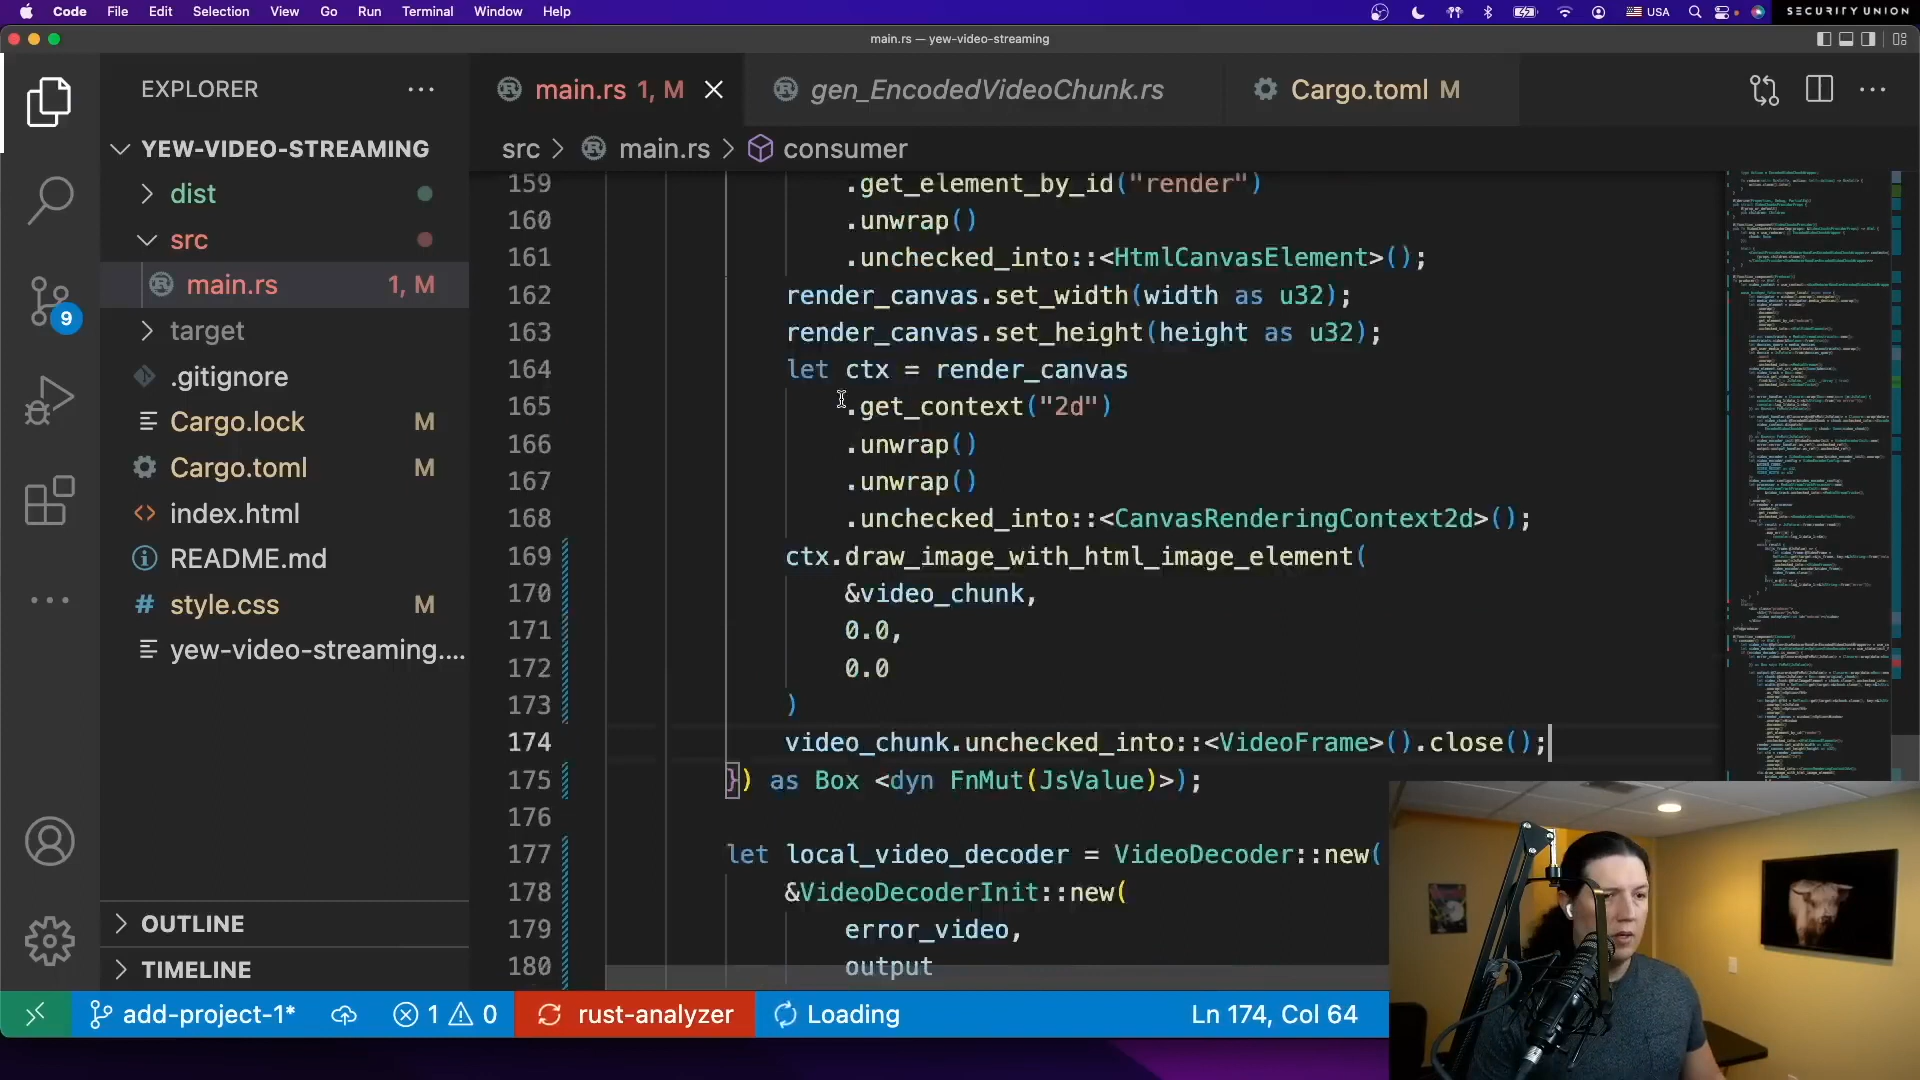 Code File Edit Selection View Go Run Terminal Window Help USA SECURITY UNION
main.rs — yew-video-streaming
EXPLORER
main.rs 1, M
gen_EncodedVideoChunk.rs
Cargo.toml M
YEW-VIDEO-STREAMING
src > main.rs > consumer
dist
src
main.rs 1, M
target
.gitignore
Cargo.lock M
Cargo.toml M
index.html
README.md
style.css M
yew-video-streaming....
OUTLINE
TIMELINE
9
159 .get_element_by_id("render")
160 .unwrap()
161 .unchecked_into::<HtmlCanvasElement>();
162 render_canvas.set_width(width as u32);
163 render_canvas.set_height(height as u32);
164 let ctx = render_canvas
165 .get_context("2d")
166 .unwrap()
167 .unwrap()
168 .unchecked_into::<CanvasRenderingContext2d>();
169 ctx.draw_image_with_html_image_element(
170 &video_chunk,
171 0.0,
172 0.0
173 )
174 video_chunk.unchecked_into::<VideoFrame>().close();
175 }) as Box <dyn FnMut(JsValue)>);
176
177 let local_video_decoder = VideoDecoder::new(
178 &VideoDecoderInit::new(
179 error_video,
180 output
add-project-1* 1 0 rust-analyzer Loading Ln 174, Col 64